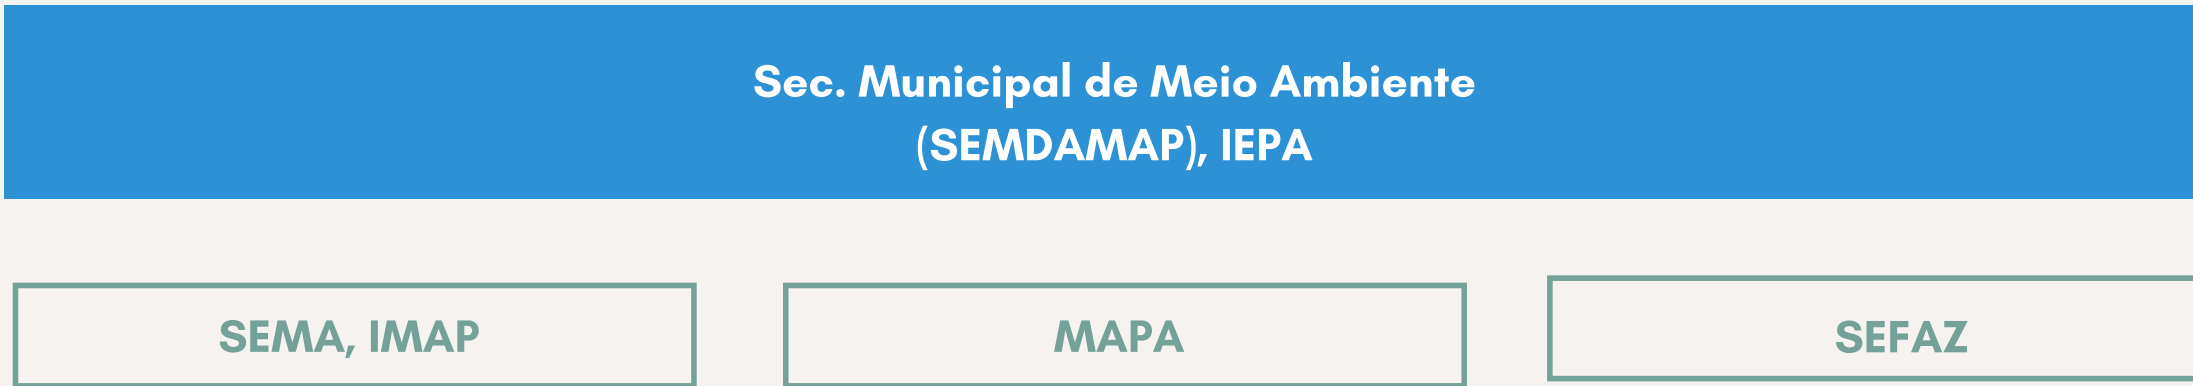 Sec. Municipal de Meio Ambiente
(SEMDAMAP), IEPA
SEMA, IMAP
MAPA
SEFAZ